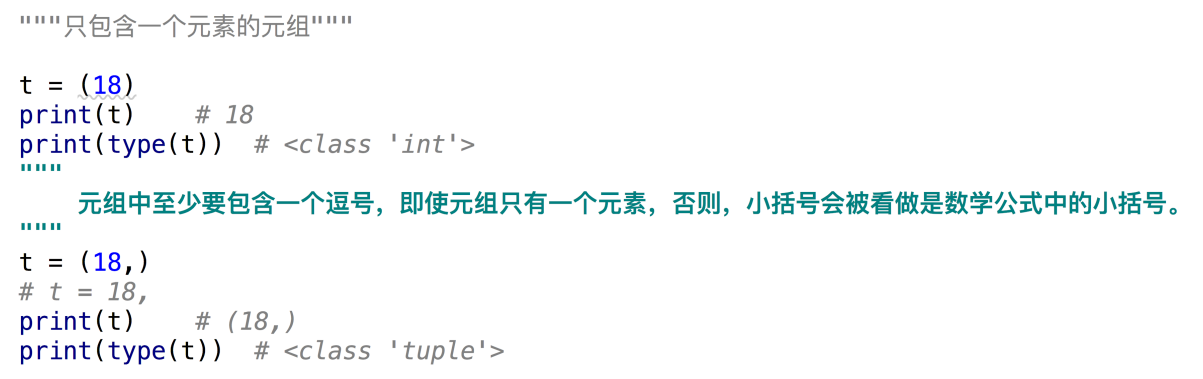 """只包含一个元素的元组"""
t = (18)
print(t)    # 18
print(type(t))  # <class 'int'>
"""
    元组中至少要包含一个逗号，即使元组只有一个元素，否则，小括号会被看做是数学公式中的小括号。
"""
t = (18,)
# t = 18,
print(t)    # (18,)
print(type(t))  # <class 'tuple'>